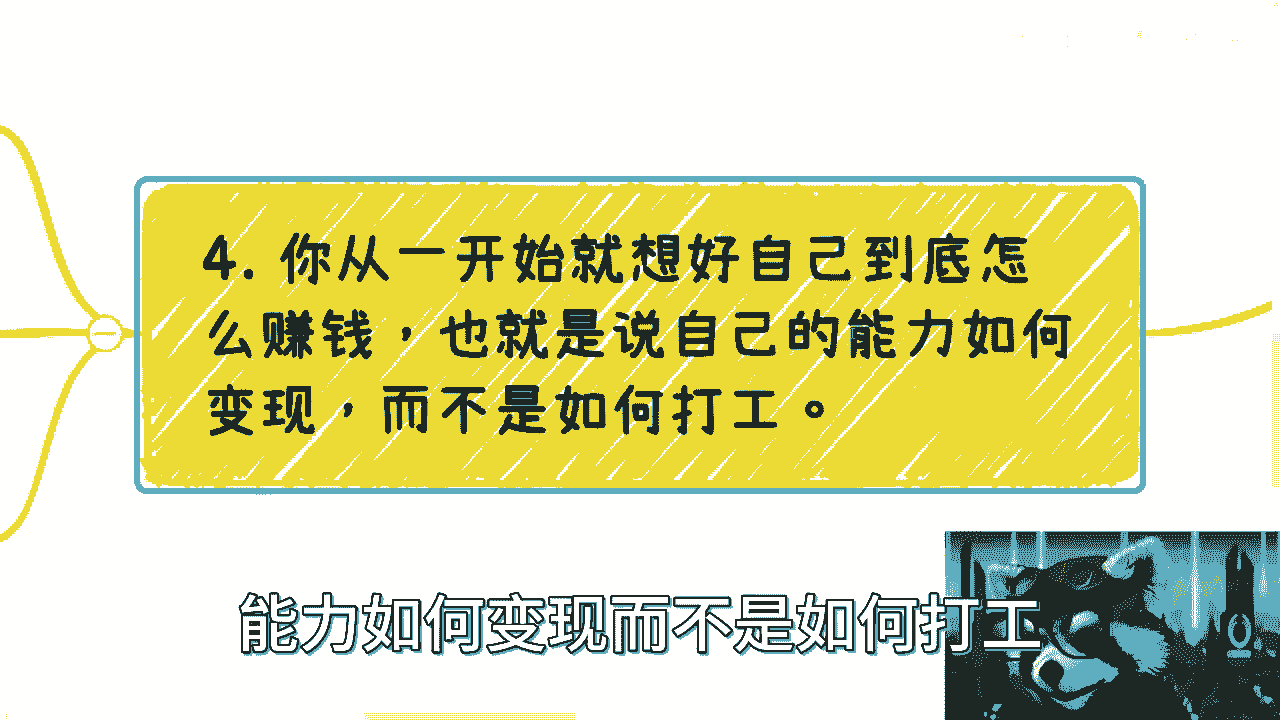 4. 你从一开始就想好自己到底怎
么赚钱，也就是说自己的能力如何
变现，而不是如何打工。
能力如何变现而不是如何打工